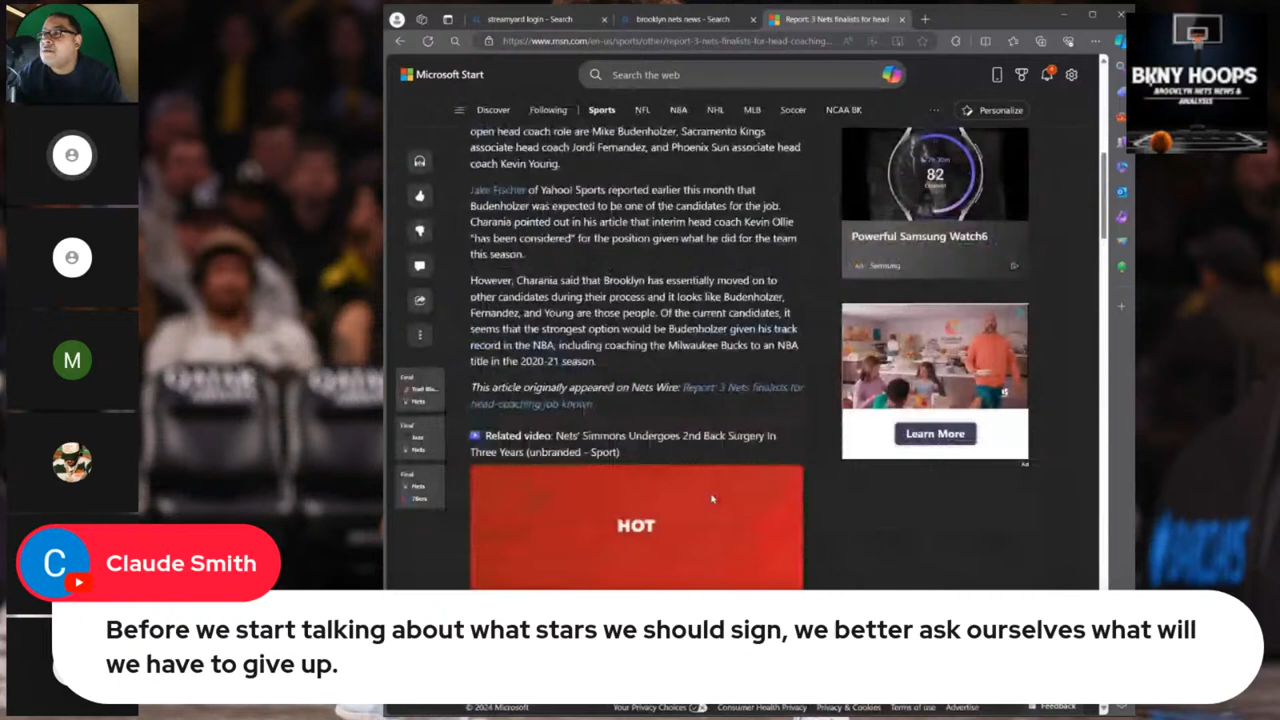 streamyard login - Search
brooklyn nets news - Search
Report: 3 Nets finalists for head
https://www.msn.com/en-us/sports/other/report-3-nets-finalists-for-head-coaching...
Microsoft Start
Search the web
Discover
Following
Sports
NFL
NBA
NHL
MLB
Soccer
NCAA BK
Personalize
open head coach role are Mike Budenholzer, Sacramento Kings
associate head coach Jordi Fernandez, and Phoenix Sun associate head
coach Kevin Young.
Jake Fischer of Yahoo! Sports reported earlier this month that
Budenholzer was expected to be one of the candidates for the job.
Charania pointed out in his article that interim head coach Kevin Ollie
"has been considered" for the position given what he did for the team
this season.
However, Charania said that Brooklyn has essentially moved on to
other candidates during their process and it looks like Budenholzer,
Fernandez, and Young are those people. Of the current candidates, it
seems that the strongest option would be Budenholzer given his track
record in the NBA, including coaching the Milwaukee Bucks to an NBA
title in the 2020-21 season.
This article originally appeared on Nets Wire: Report: 3 Nets finalists for
head-coaching job known
Related video: Nets' Simmons Undergoes 2nd Back Surgery In
Three Years (unbranded - Sport)
HOT
Final
Trail Bla...
Nets
Final
Jazz
Nets
Final
Nets
76ers
82
Powerful Samsung Watch6
Ad
Samsung
Learn More
Ad
BKNY HOOPS
BROOKLYN NETS NEWS &
ANALYSIS
M
C
Claude Smith
Before we start talking about what stars we should sign, we better ask ourselves what will
we have to give up.
© 2024 Microsoft
Your Privacy Choices
Consumer Health Privacy
Privacy & Cookies
Terms of use
Advertise
Feedback